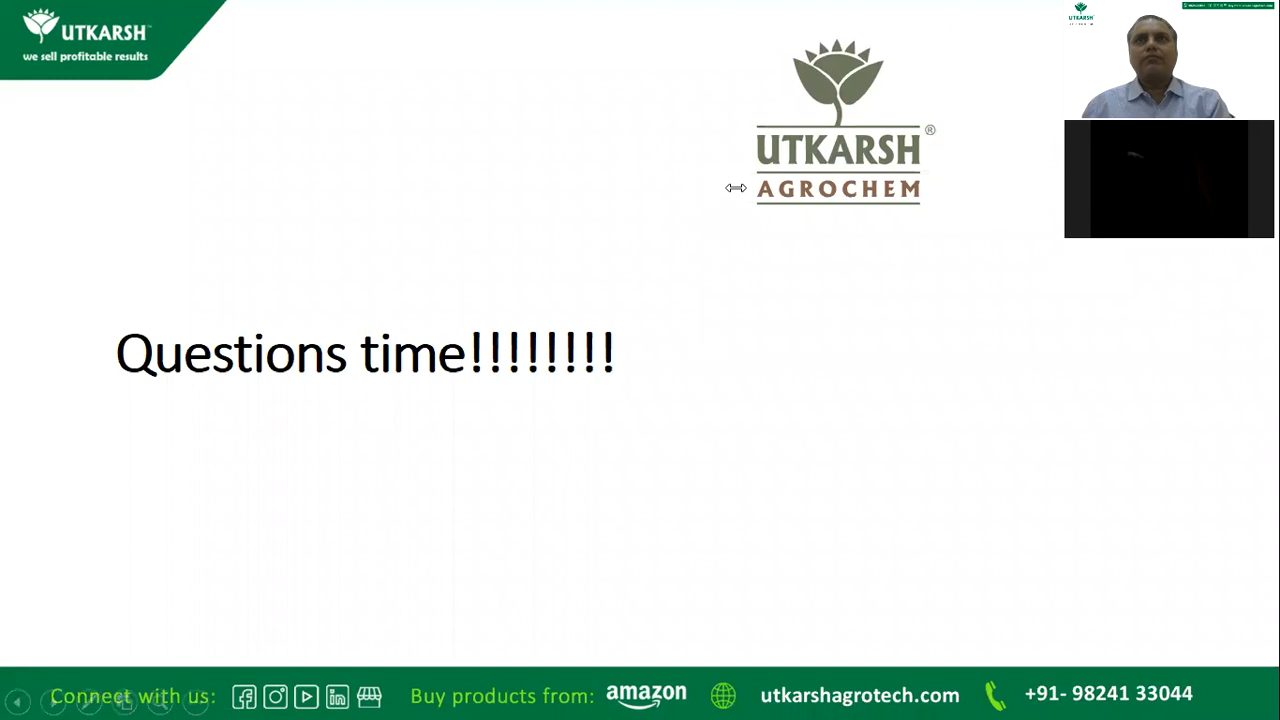 UTKARSH™
we sell profitable results
UTKARSH®
AGROCHEM
UTKARSH
Questions time!!!!!!!!
Connect with us:
Buy products from: amazon
utkarshagrotech.com
+91- 98241 33044